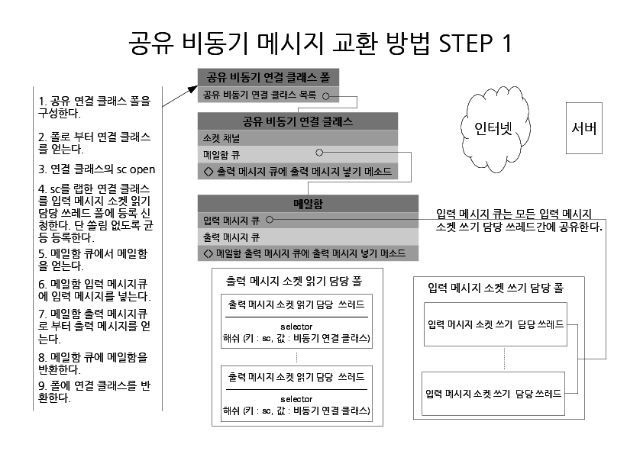 공유 비동기 메시지 교환 방법 STEP 1
1. 공유 연결 클래스 폴을
구성한다.
2. 폴로 부터 연결 클래스
를 얻는다.
3. 연결 클래스의 sc open
4. sc를 랩한 연결 클래스
를 입력 메시지 소켓 읽기
담당 쓰레드 폴에 등록 신
청한다. 단 쏠림 없도록 균
등 등록한다.
5. 메일함 큐에서 메일함
을 얻는다.
6. 메일함 입력 메시지큐
에 입력 메시지를 넣는다.
7. 메일함 출력 메시지큐
로 부터 출력 메시지를 얻
는다.
8. 메일함 큐에 메일함을
반환한다.
9. 폴에 연결 클래스를 반
환한다.
공유 비동기 연결 클래스 폴
공유 비동기 연결 클래스 목록
공유 비동기 연결 클래스
소켓 채널
메일함 큐
◇ 출력 메시지 큐에 출력 메시지 넣기 메소드
메일함
입력 메시지 큐
출력 메시지 큐
◇ 메일함 출력 메시지 큐에 출력 메시지 넣기 메소드
인터넷
서버
입력 메시지 큐는 모든 입력 메시지
소켓 쓰기 담당 쓰레드간에 공유한다.
출력 메시지 소켓 읽기 담당 폴
출력 메시지 소켓 읽기 담당 쓰레드
selector
해쉬 (키 : sc, 값 : 비동기 연결 클래스)
출력 메시지 소켓 읽기 담당 쓰레드
selector
해쉬 (키 : sc, 값 : 비동기 연결 클래스)
입력 메시지 소켓 쓰기 담당 폴
입력 메시지 소켓 쓰기 담당 쓰레드
입력 메시지 소켓 쓰기 담당 쓰레드